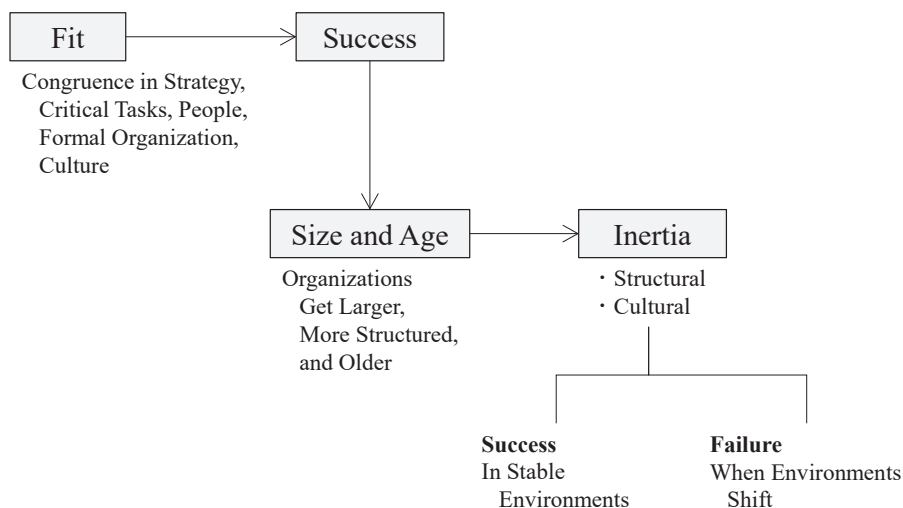 Fit
Success
Congruence in Strategy,
Critical Tasks, People,
Formal Organization,
Culture
Size and Age
Inertia
Organizations
Get Larger,
More Structured,
and Older
・Structural
・Cultural
Success
In Stable
Environments
Failure
When Environments
Shift